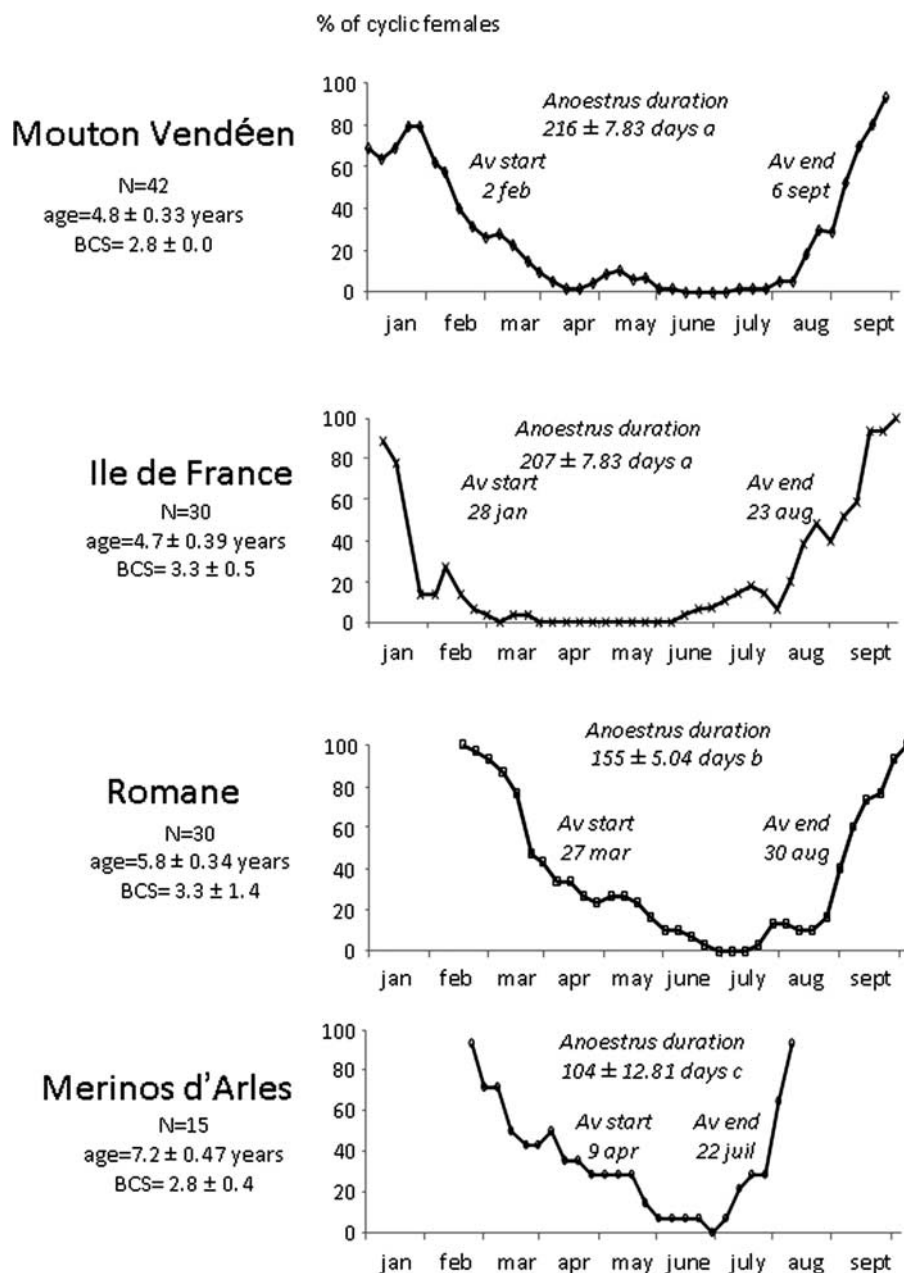 % of cyclic females
Mouton Vendéen
N=42
age=4.8 ± 0.33 years
BCS= 2.8 ± 0.0
100
80
60
40
20
0
Anoestrus duration
216 ± 7.83 days a
Av start
2 feb
Av end
6 sept
jan feb mar apr may june july aug sept
Ile de France
N=30
age=4.7 ± 0.39 years
BCS= 3.3 ± 0.5
100
80
60
40
20
0
Anoestrus duration
207 ± 7.83 days a
Av start
28 jan
Av end
23 aug
jan feb mar apr may june july aug sept
Romane
N=30
age=5.8 ± 0.34 years
BCS= 3.3 ± 1.4
100
80
60
40
20
0
Anoestrus duration
155 ± 5.04 days b
Av start
27 mar
Av end
30 aug
jan feb mar apr may june july aug sept
Merinos d'Arles
N=15
age=7.2 ± 0.47 years
BCS= 2.8 ± 0.4
100
80
60
40
20
0
Anoestrus duration
104 ± 12.81 days c
Av start
9 apr
Av end
22 juil
jan feb mar apr may june july aug sept